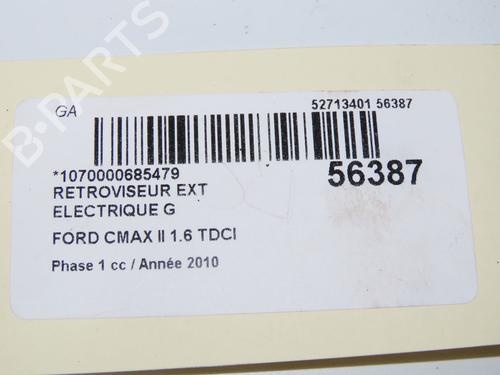 B-PARTS
GA
52713401 56387
*1070000685479
56387
RETROVISEUR EXT
ELECTRIQUE G
FORD CMAX II 1.6 TDCI
Phase 1 cc / Année 2010